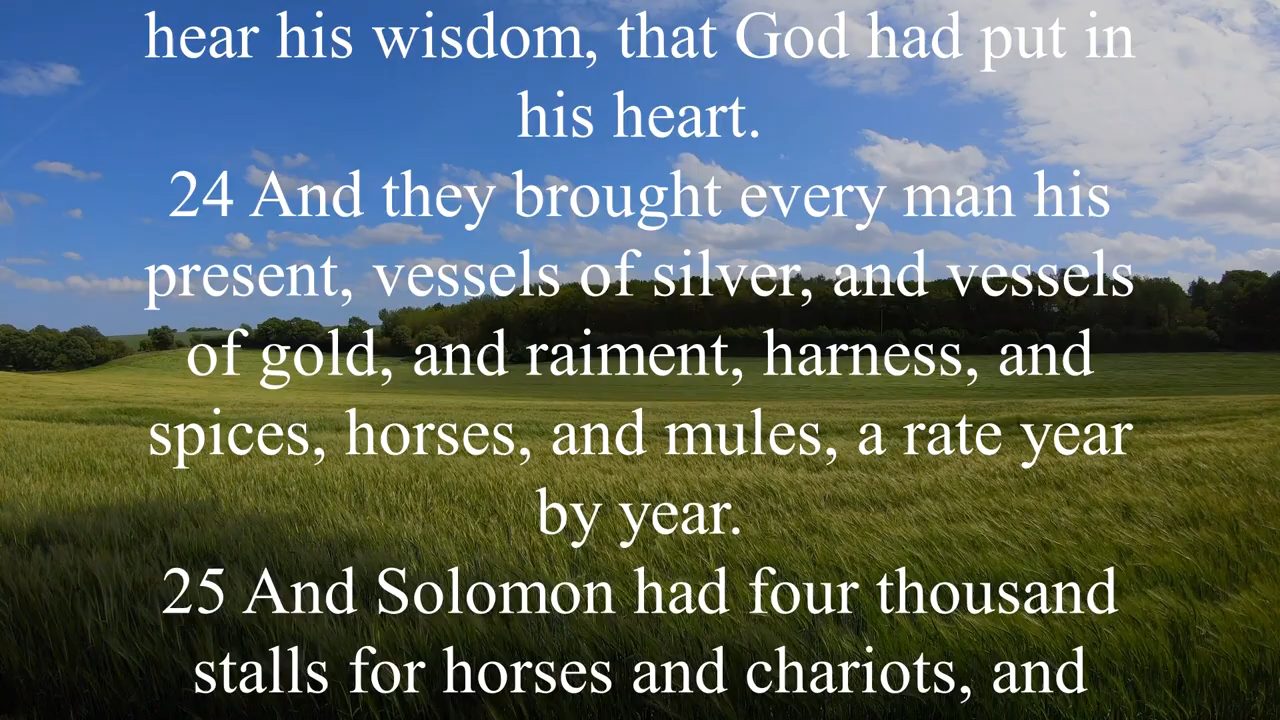 hear his wisdom, that God had put in
his heart.
24 And they brought every man his
present, vessels of silver, and vessels
of gold, and raiment, harness, and
spices, horses, and mules, a rate year
by year.
25 And Solomon had four thousand
stalls for horses and chariots, and